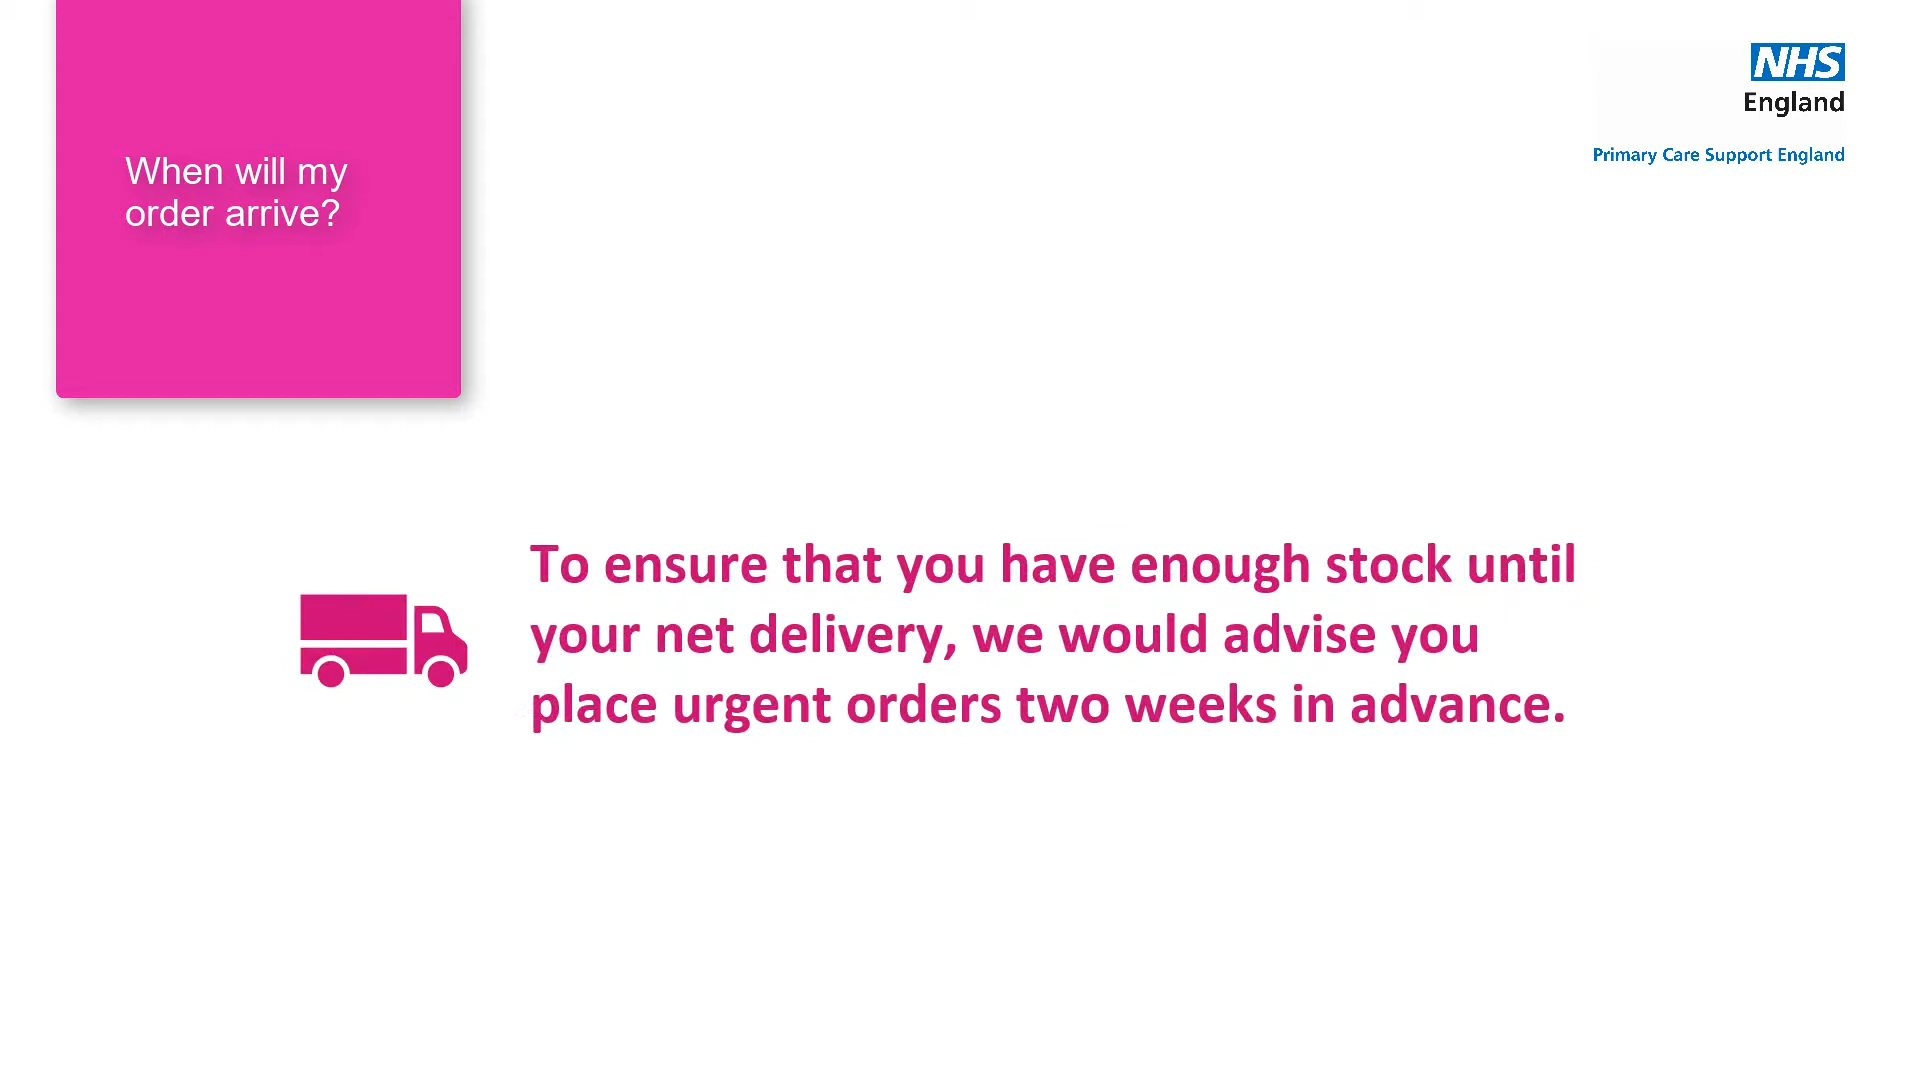 When will my
order arrive?
NHS
England
Primary Care Support England
To ensure that you have enough stock until
your net delivery, we would advise you
place urgent orders two weeks in advance.